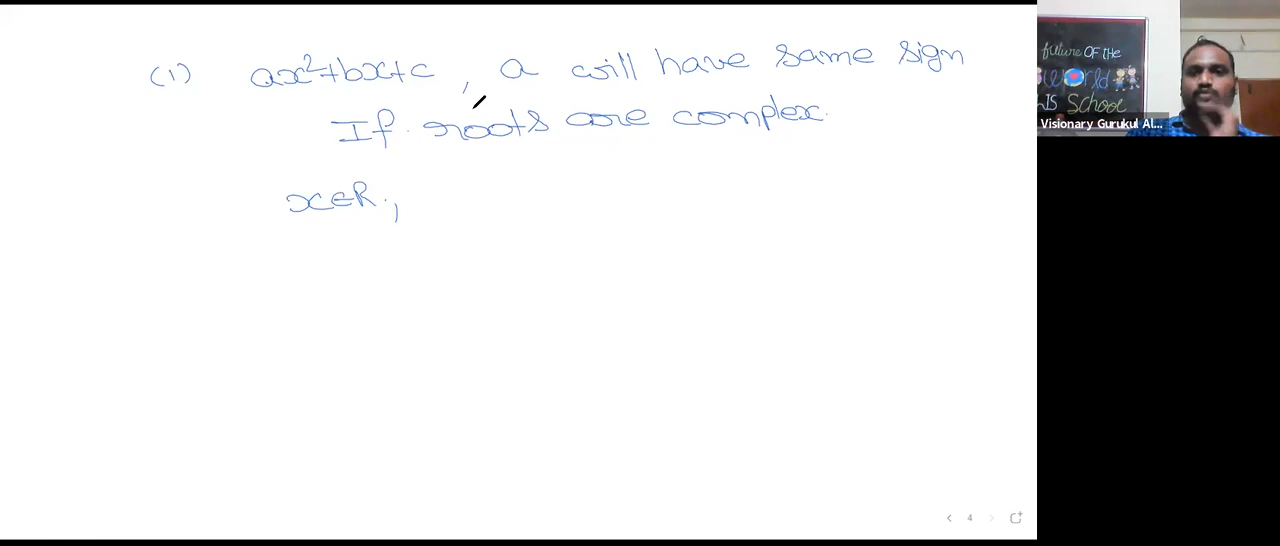 (1) ax²+bx+c , a will have same sign
If roots are complex.
x∈R,
future OF the
World
IS School
Visionary Gurukul Al...
4